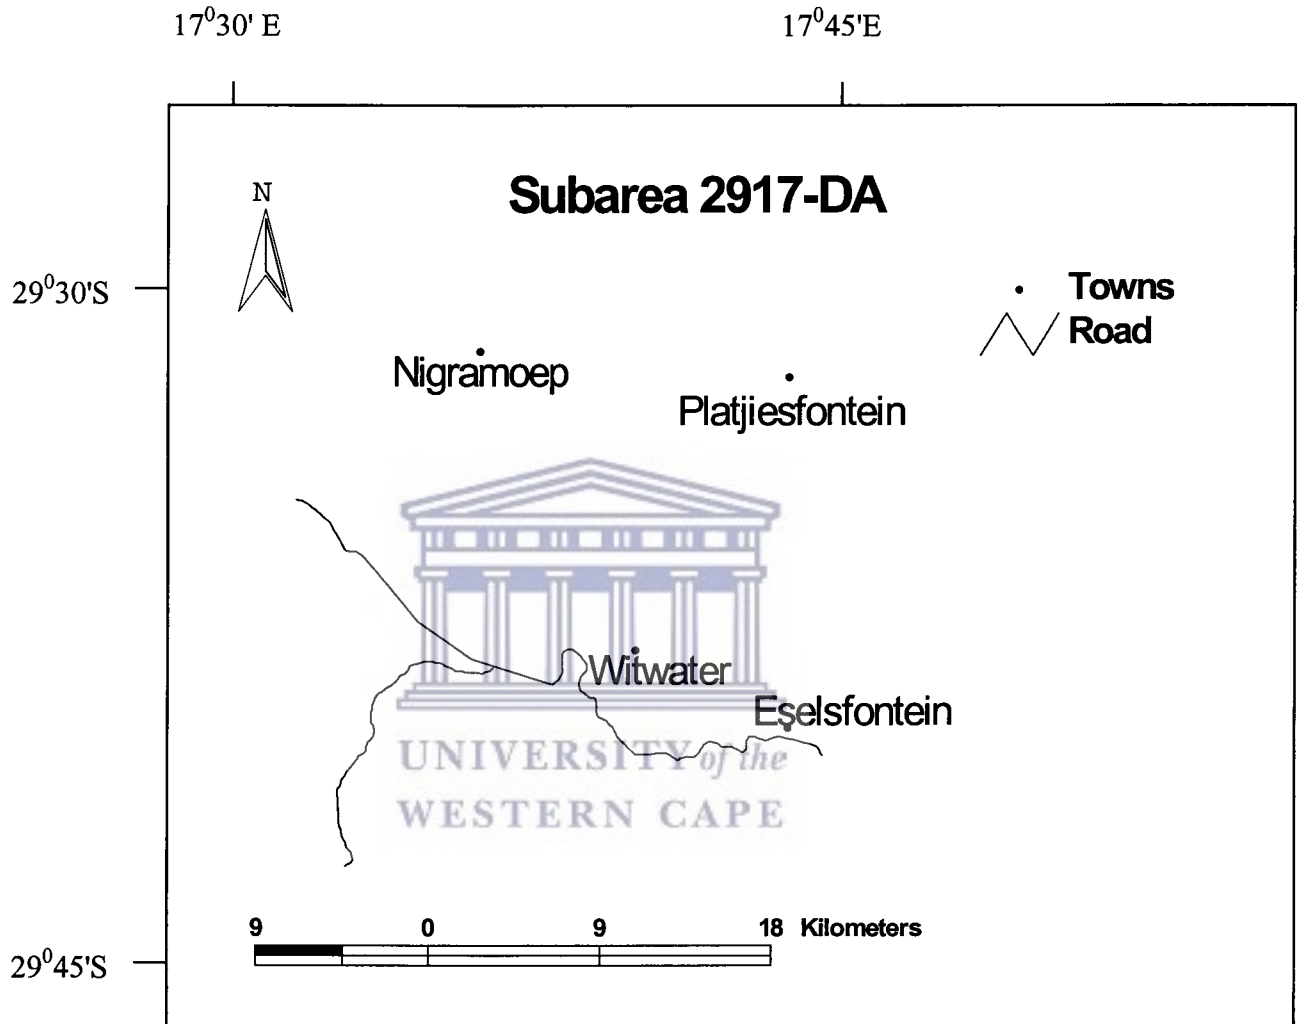 17⁰30' E
17⁰45'E
Subarea 2917-DA
N
29⁰30'S
Towns
Road
Nigramoep
Platjiesfontein
Witwater
Eselsfontein
UNIVERSITY of the
WESTERN CAPE
9 0 9 18 Kilometers
29⁰45'S